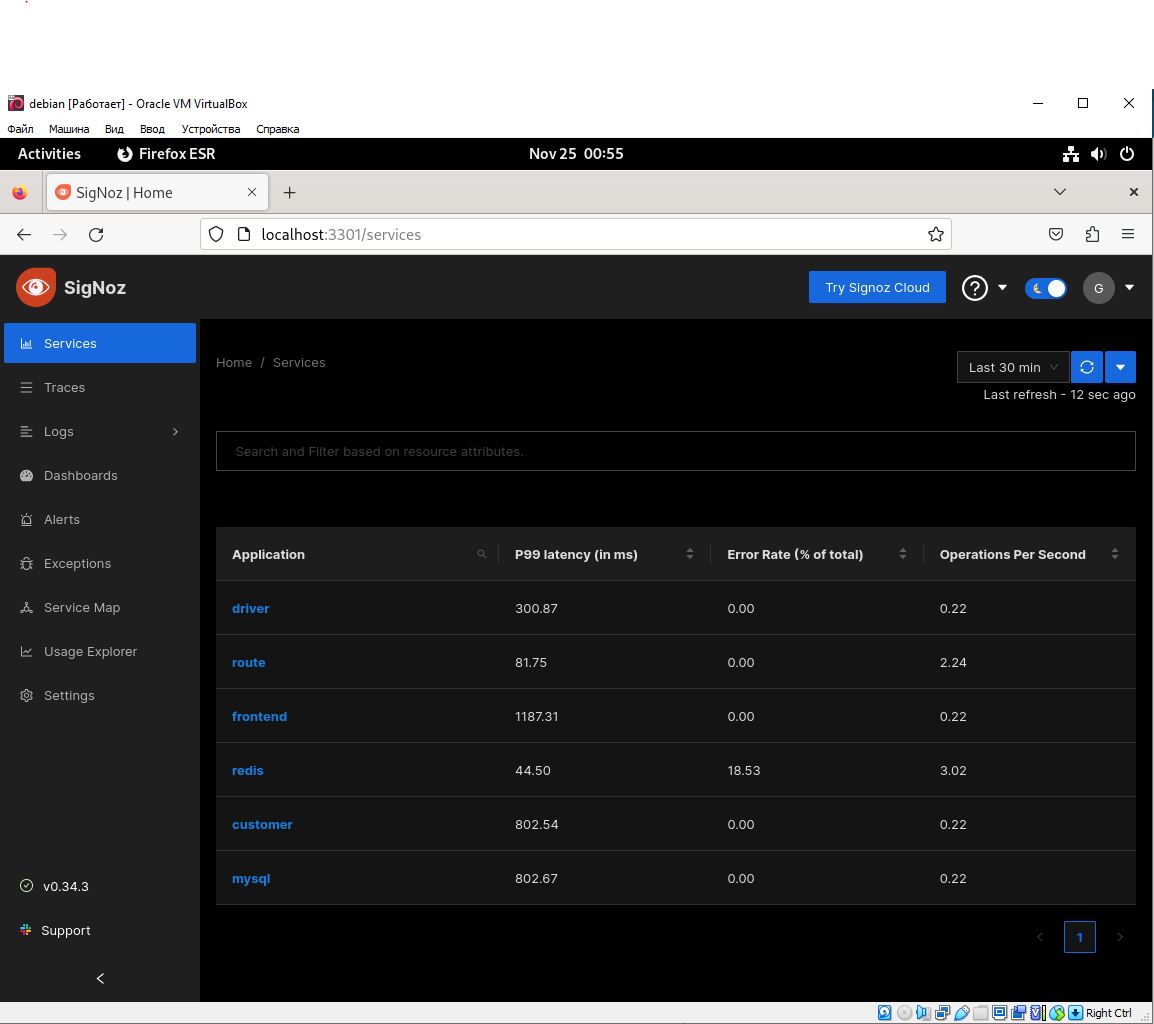 debian [Работает] - Oracle VM VirtualBox
Файл Машина Вид Ввод Устройства Справка
Activities Firefox ESR Nov 25 00:55
SigNoz | Home
localhost:3301/services
SigNoz Try Signoz Cloud G
Services
Traces
Logs
Dashboards
Alerts
Exceptions
Service Map
Usage Explorer
Settings
v0.34.3
Support
Home / Services
Last 30 min
Last refresh - 12 sec ago
Search and Filter based on resource attributes.
Application P99 latency (in ms) Error Rate (% of total) Operations Per Second
driver 300.87 0.00 0.22
route 81.75 0.00 2.24
frontend 1187.31 0.00 0.22
redis 44.50 18.53 3.02
customer 802.54 0.00 0.22
mysql 802.67 0.00 0.22
1
Right Ctrl